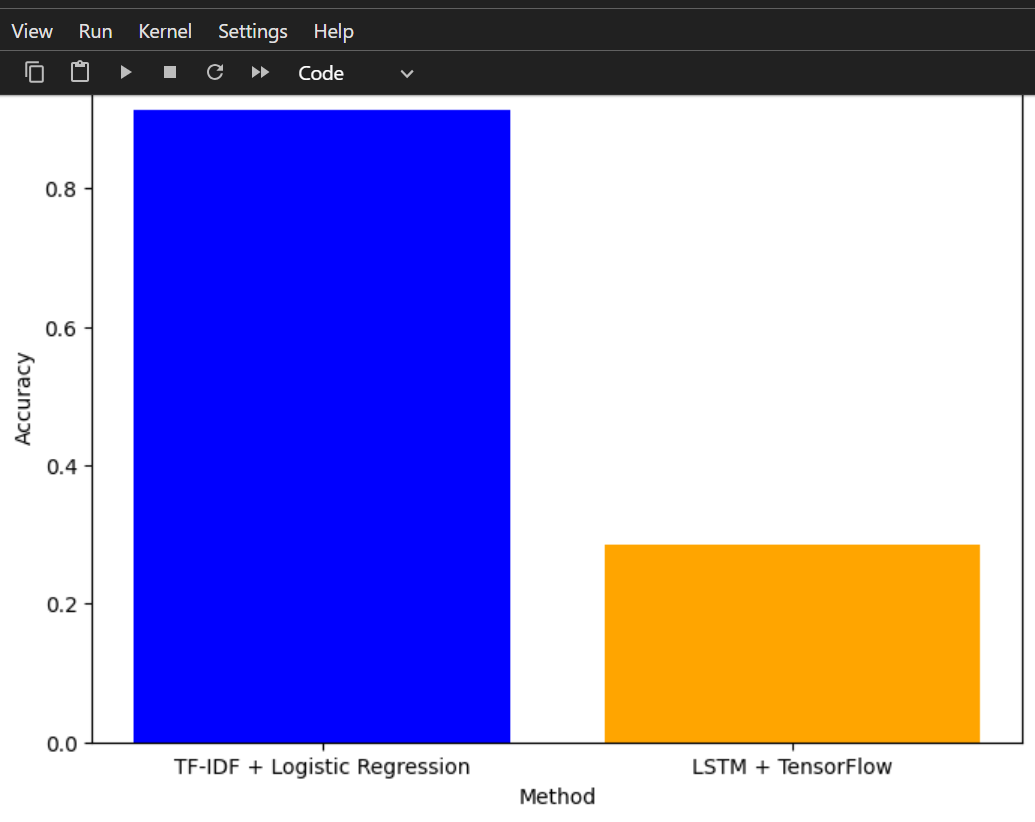 View Run Kernel Settings Help
Code
0.8
0.6
Accuracy
0.4
0.2
0.0
TF-IDF + Logistic Regression LSTM + TensorFlow
Method